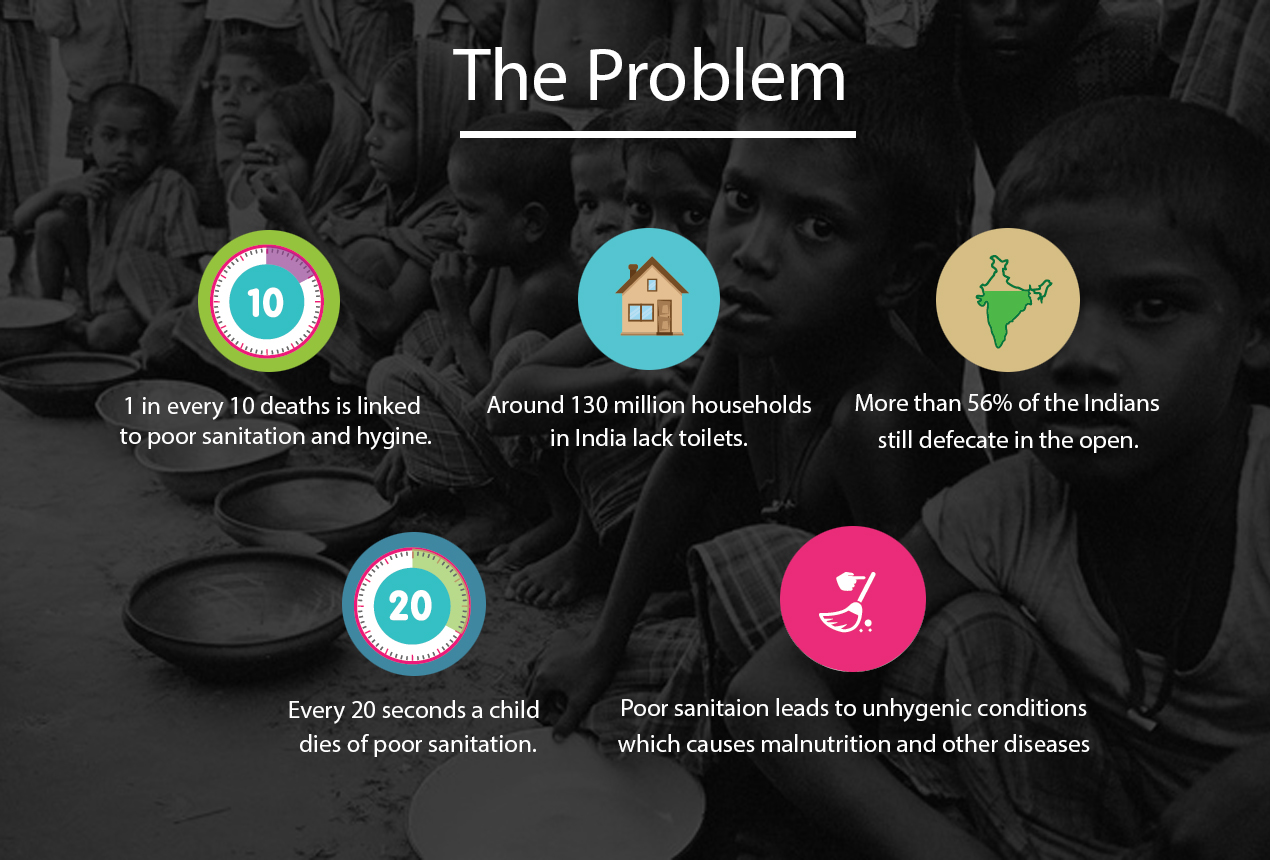 The Problem
10
1 in every 10 deaths is linked
to poor sanitation and hygine.
Around 130 million households
in India lack toilets.
More than 56% of the Indians
still defecate in the open.
20
Every 20 seconds a child
dies of poor sanitation.
Poor sanitaion leads to unhygenic conditions
which causes malnutrition and other diseases